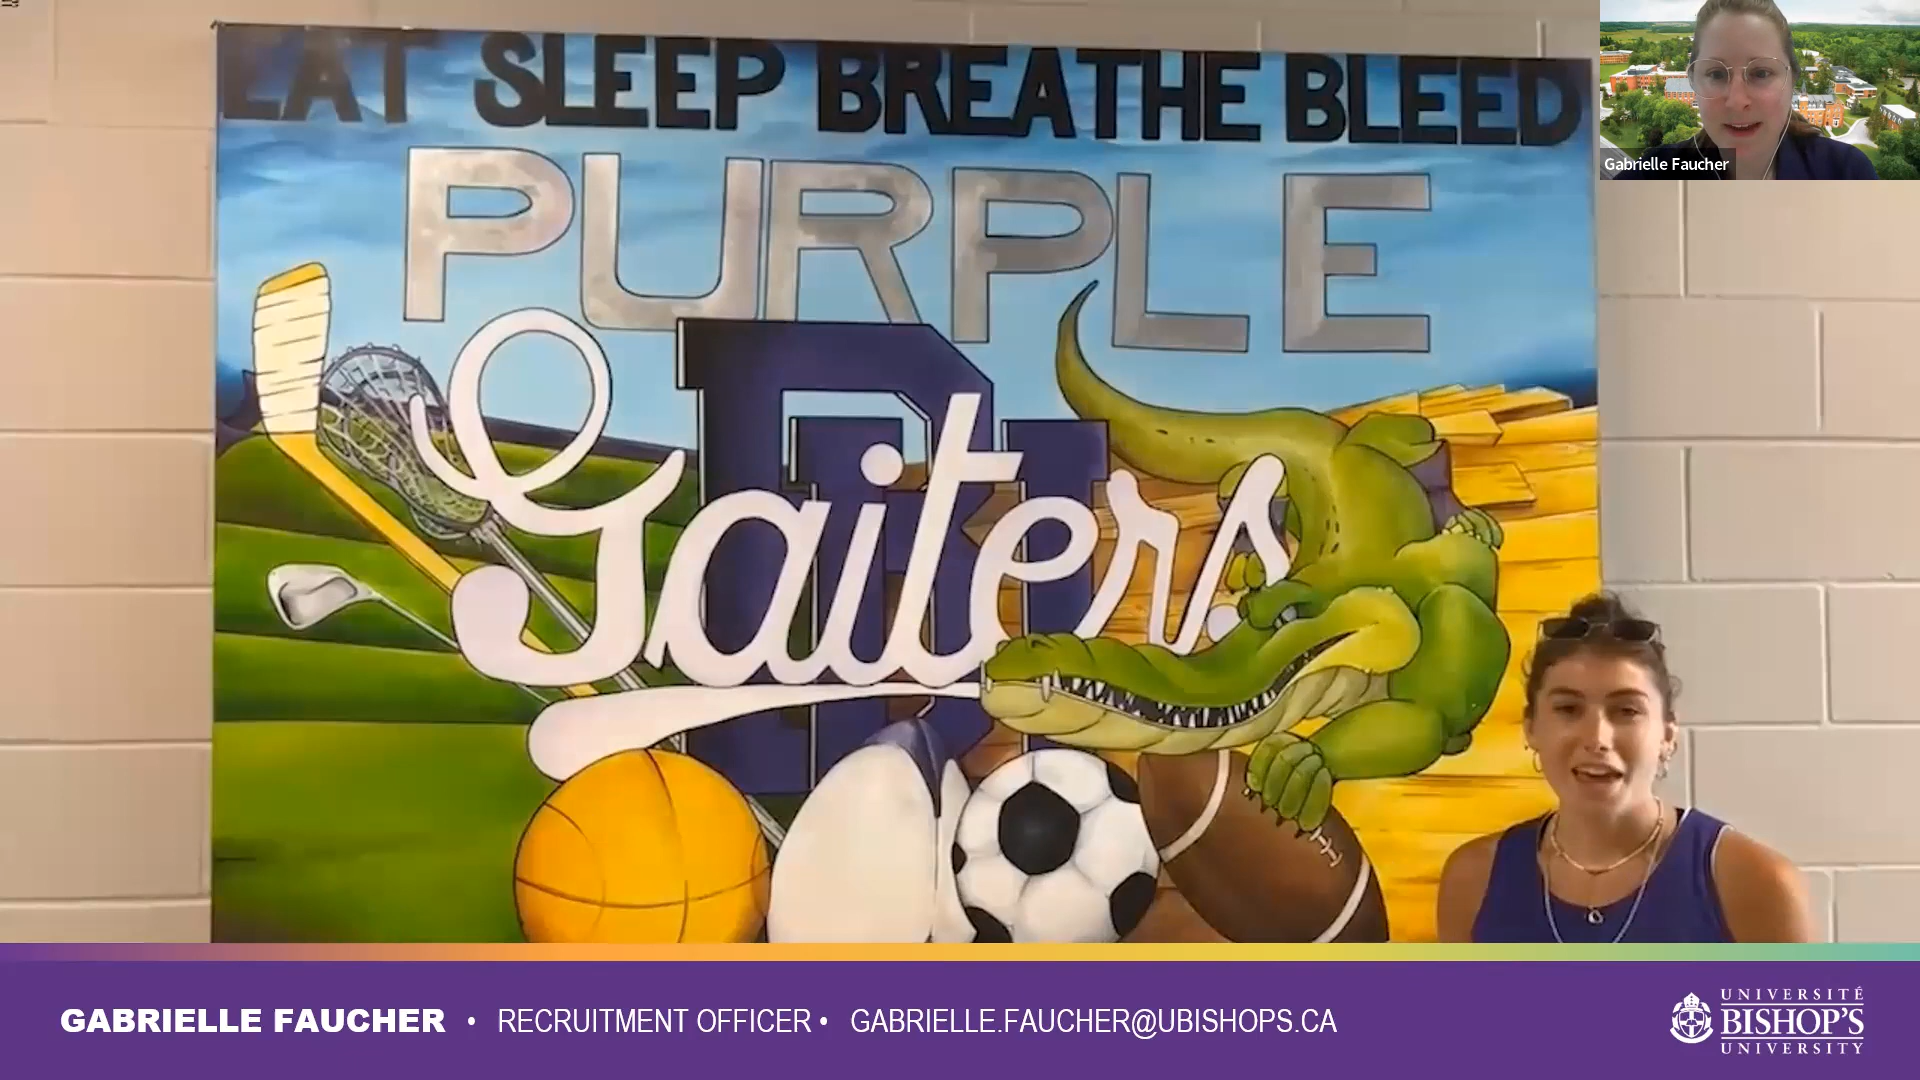 EAT SLEEP BREATHE BLEED
PURPLE
BU
Gaiters
Gabrielle Faucher
GABRIELLE FAUCHER • RECRUITMENT OFFICER • GABRIELLE.FAUCHER@UBISHOPS.CA
UNIVERSITÉ
BISHOP'S
UNIVERSITY